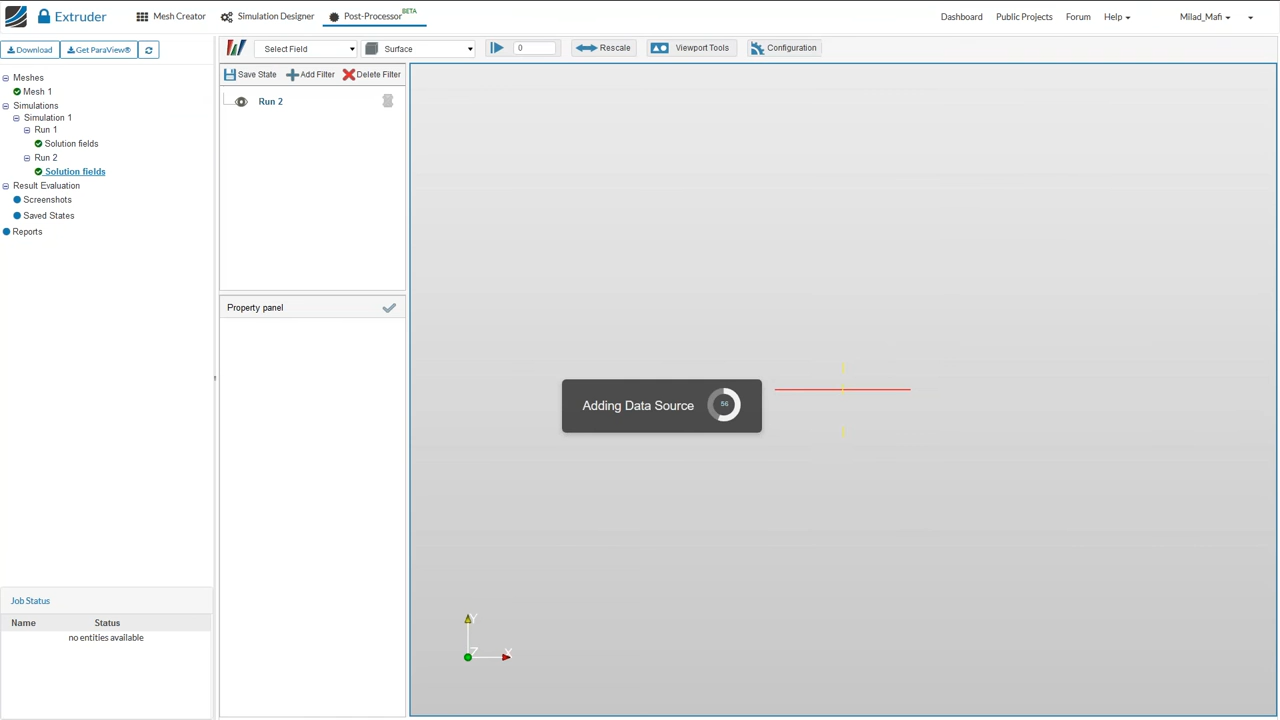 Extruder
Mesh Creator
Simulation Designer
Post-Processor BETA
Dashboard
Public Projects
Forum
Help
Milad_Mafi
Download
Get ParaView®
Select Field
Surface
0
Rescale
Viewport Tools
Configuration
Save State
Add Filter
Delete Filter
Meshes
Mesh 1
Simulations
Simulation 1
Run 1
Solution fields
Run 2
Solution fields
Result Evaluation
Screenshots
Saved States
Reports
Run 2
Property panel
Adding Data Source
56
Y
Z
X
Job Status
Name Status
no entities available